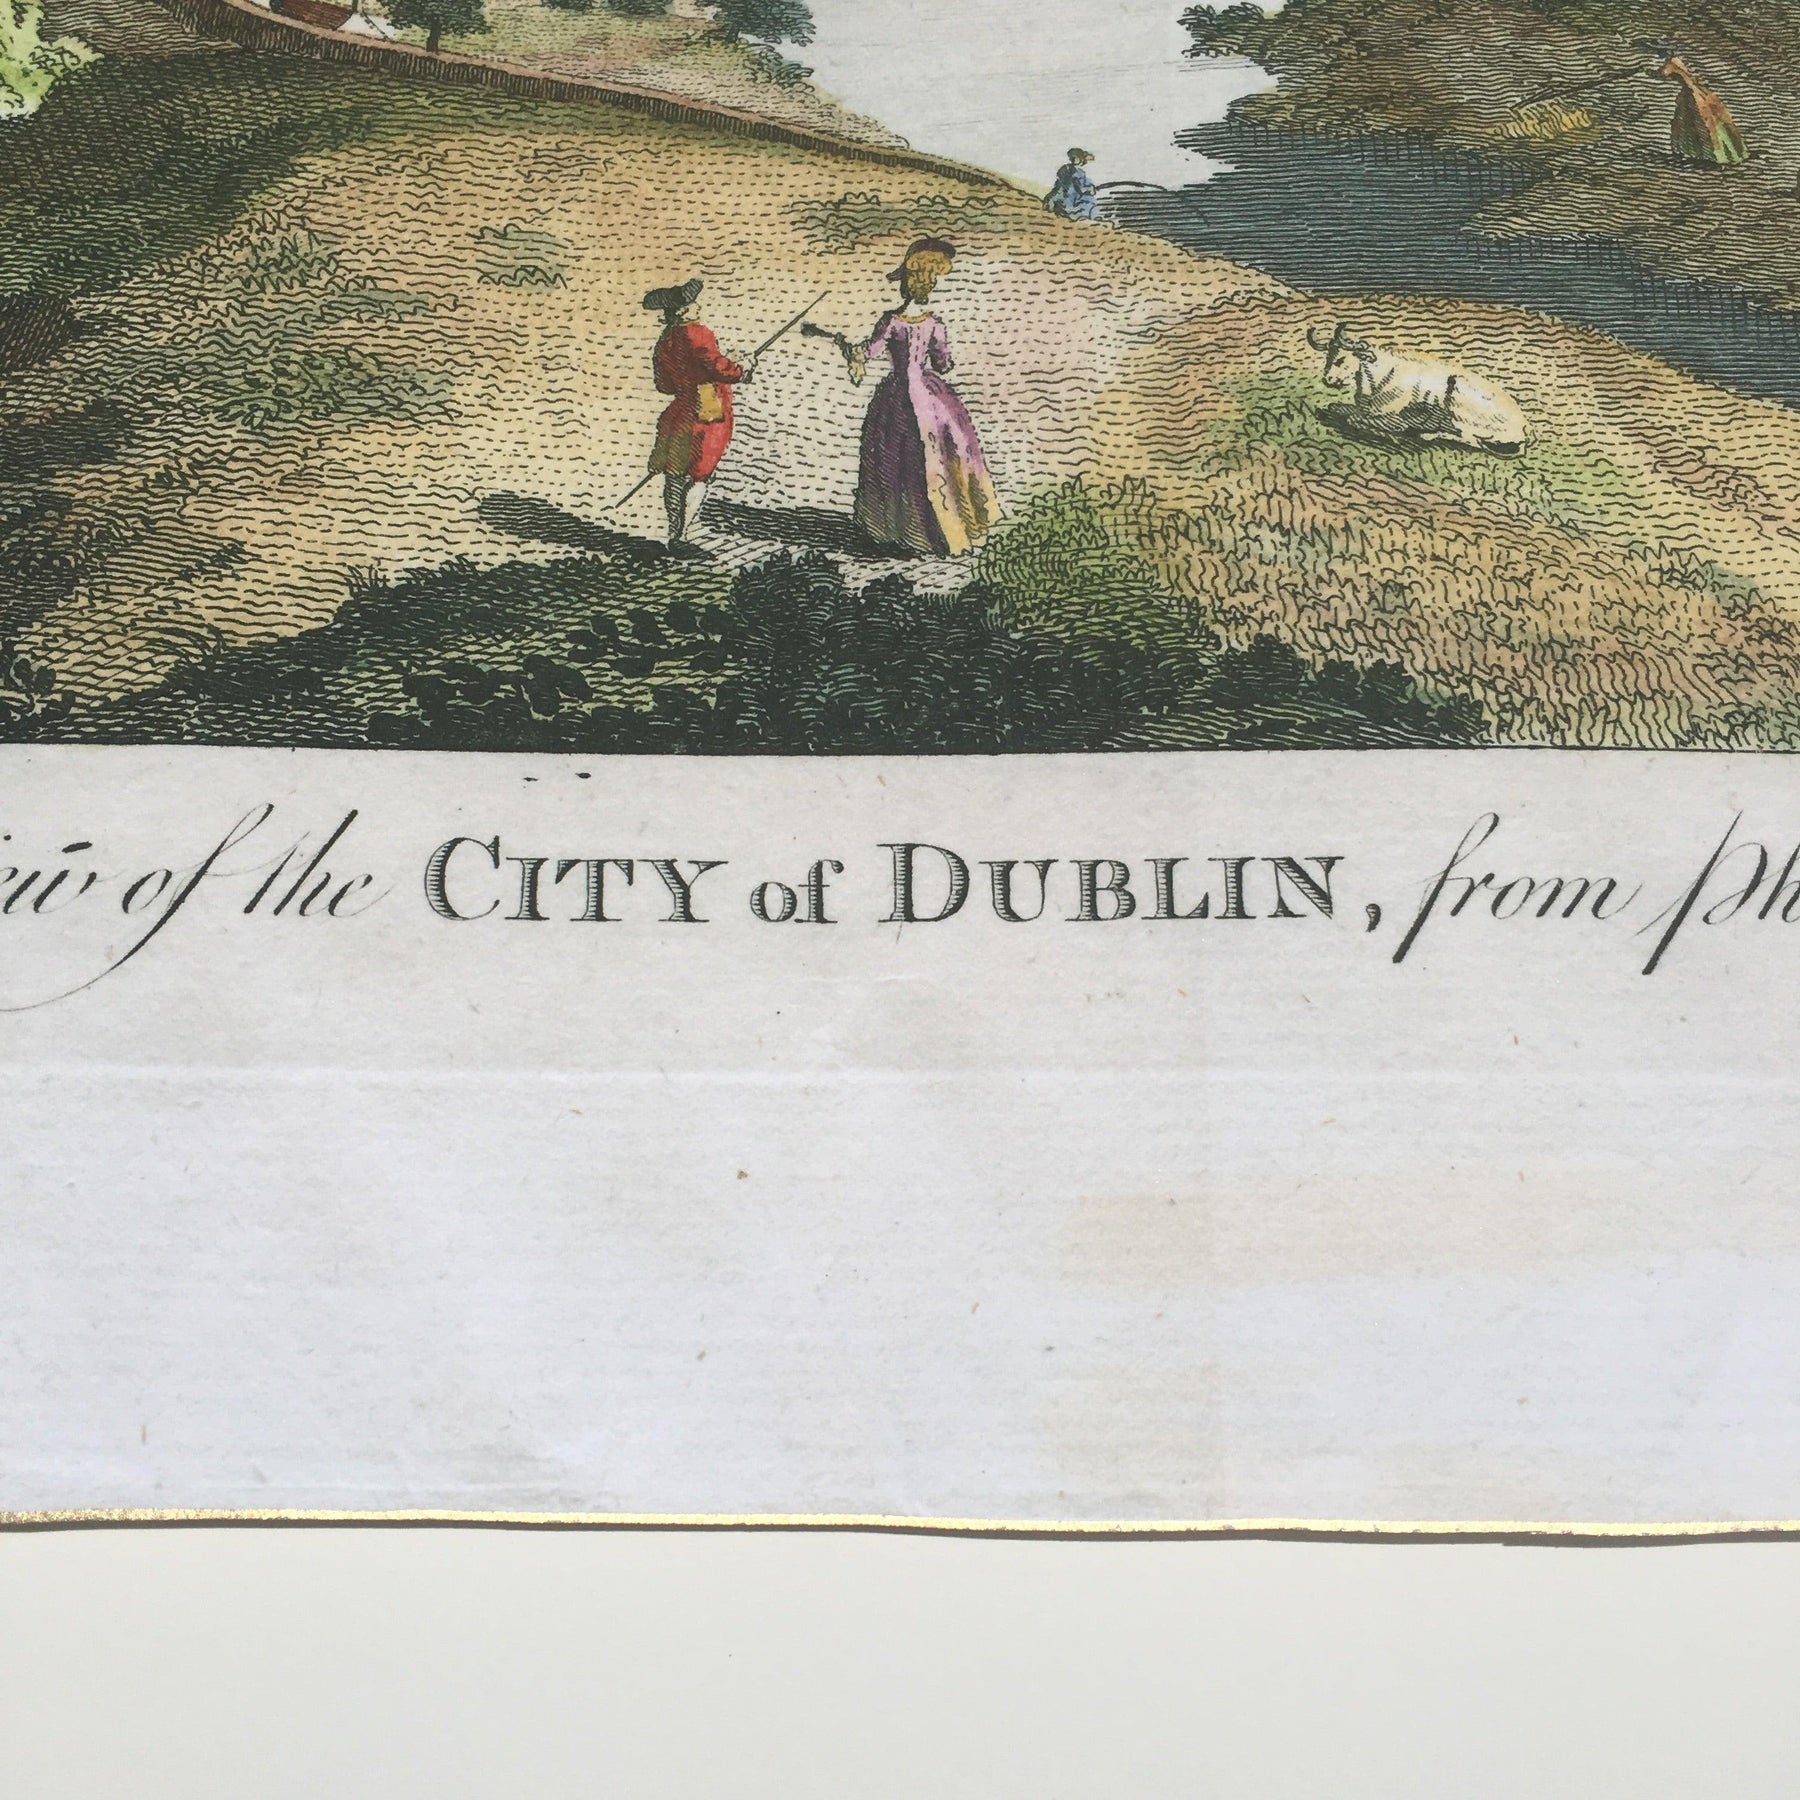 of the CITY of DUBLIN, from